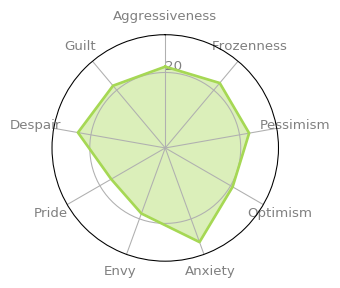 Aggressiveness
Guilt
Frozenness
20
Despair
Pessimism
Pride
Optimism
Envy
Anxiety